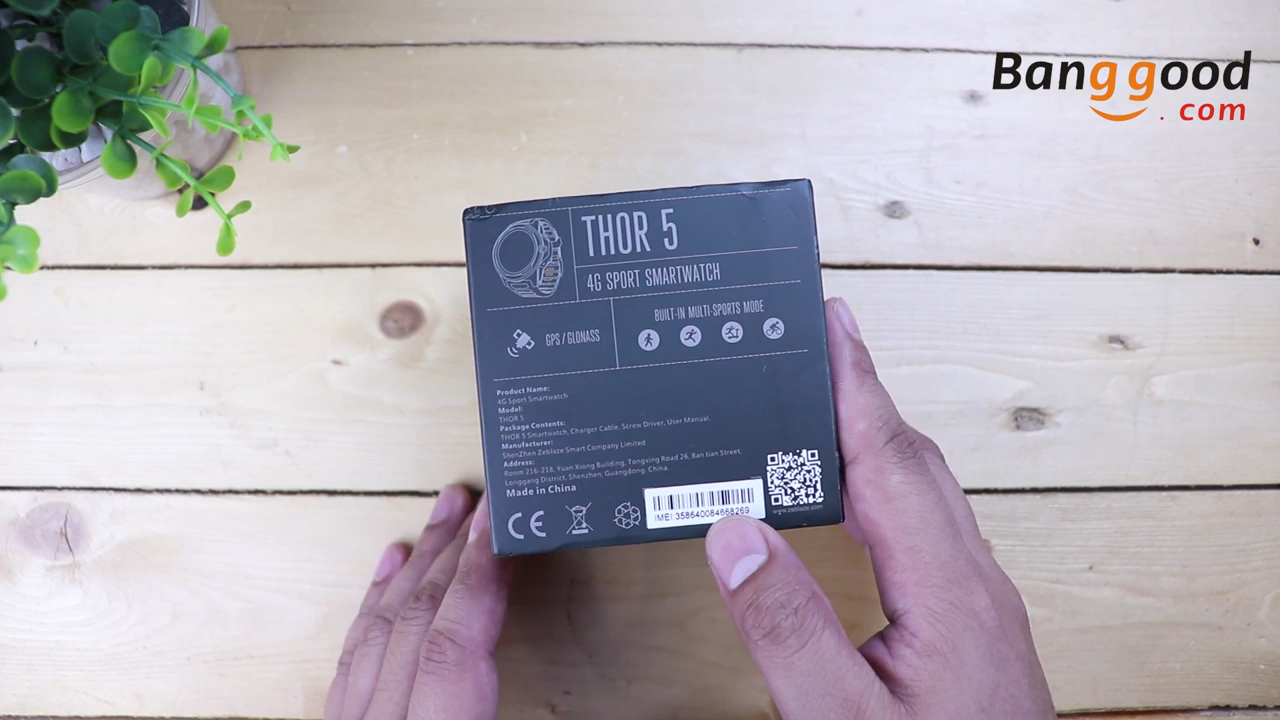 Banggood
.com
THOR 5
4G SPORT SMARTWATCH
GPS / GLONASS
BUILT-IN MULTI-SPORTS MODE
Product Name:
4G Sport Smartwatch
Model:
THOR 5
Package Contents:
THOR 5 Smartwatch, Charger Cable, Screw Driver, User Manual.
Manufacturer:
ShenZhen Zeblaze Smart Company Limited
Address:
Room 216-218, Yuan Xiong Building, Tongxing Road 26, Ban tian Street,
Longgang District, Shenzhen, Guangdong, China.
Made in China
CE
IMEI 358640084668269
www.zeblaze.com